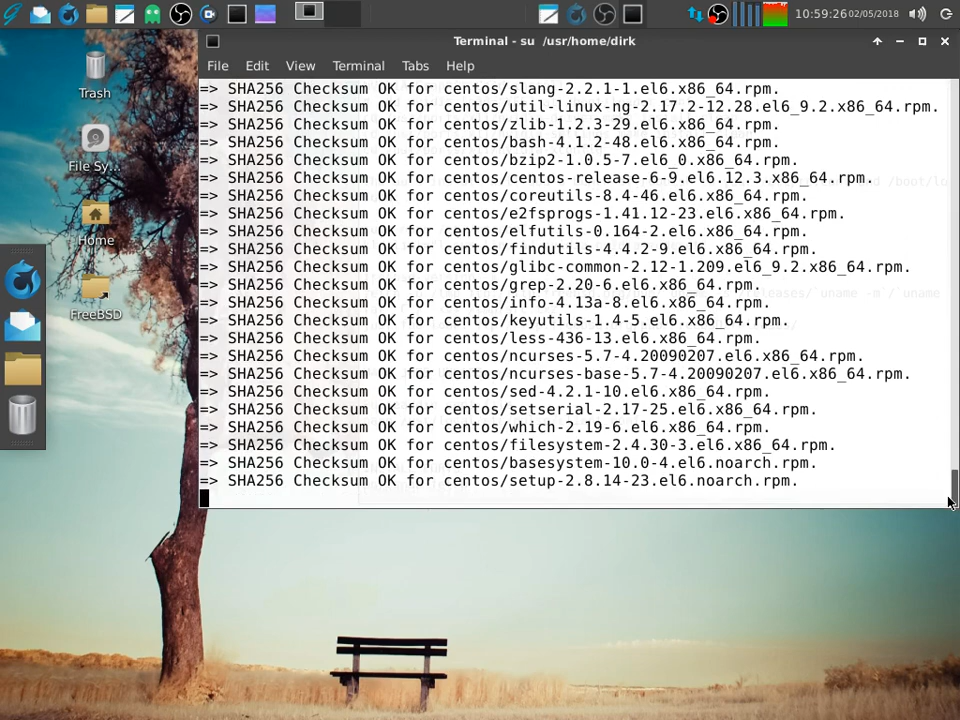 10:59:26 02/05/2018
Terminal - su /usr/home/dirk
File Edit View Terminal Tabs Help
=> SHA256 Checksum OK for centos/slang-2.2.1-1.el6.x86_64.rpm.
=> SHA256 Checksum OK for centos/util-linux-ng-2.17.2-12.28.el6_9.2.x86_64.rpm.
=> SHA256 Checksum OK for centos/zlib-1.2.3-29.el6.x86_64.rpm.
=> SHA256 Checksum OK for centos/bash-4.1.2-48.el6.x86_64.rpm.
=> SHA256 Checksum OK for centos/bzip2-1.0.5-7.el6_0.x86_64.rpm.
=> SHA256 Checksum OK for centos/centos-release-6-9.el6.12.3.x86_64.rpm.
=> SHA256 Checksum OK for centos/coreutils-8.4-46.el6.x86_64.rpm.
=> SHA256 Checksum OK for centos/e2fsprogs-1.41.12-23.el6.x86_64.rpm.
=> SHA256 Checksum OK for centos/elfutils-0.164-2.el6.x86_64.rpm.
=> SHA256 Checksum OK for centos/findutils-4.4.2-9.el6.x86_64.rpm.
=> SHA256 Checksum OK for centos/glibc-common-2.12-1.209.el6_9.2.x86_64.rpm.
=> SHA256 Checksum OK for centos/grep-2.20-6.el6.x86_64.rpm.
=> SHA256 Checksum OK for centos/info-4.13a-8.el6.x86_64.rpm.
=> SHA256 Checksum OK for centos/keyutils-1.4-5.el6.x86_64.rpm.
=> SHA256 Checksum OK for centos/less-436-13.el6.x86_64.rpm.
=> SHA256 Checksum OK for centos/ncurses-5.7-4.20090207.el6.x86_64.rpm.
=> SHA256 Checksum OK for centos/ncurses-base-5.7-4.20090207.el6.x86_64.rpm.
=> SHA256 Checksum OK for centos/sed-4.2.1-10.el6.x86_64.rpm.
=> SHA256 Checksum OK for centos/setserial-2.17-25.el6.x86_64.rpm.
=> SHA256 Checksum OK for centos/which-2.19-6.el6.x86_64.rpm.
=> SHA256 Checksum OK for centos/filesystem-2.4.30-3.el6.x86_64.rpm.
=> SHA256 Checksum OK for centos/basesystem-10.0-4.el6.noarch.rpm.
=> SHA256 Checksum OK for centos/setup-2.8.14-23.el6.noarch.rpm.
Trash
File Sy...
Home
FreeBSD